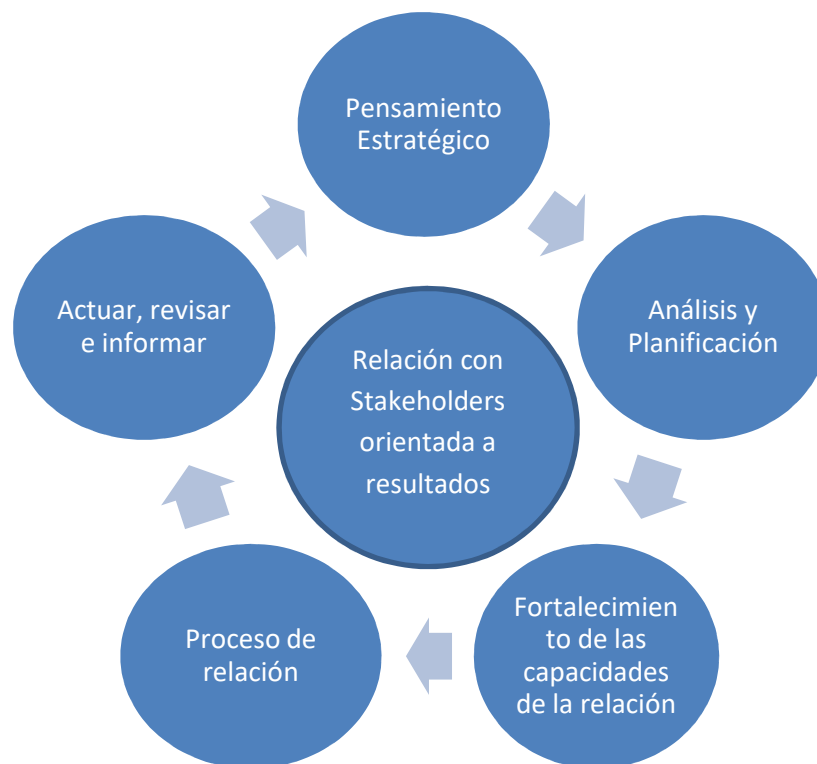 Pensamiento
Estratégico
Análisis y
Planificación
Fortalecimien
to de las
capacidades
de la relación
Proceso de
relación
Actuar, revisar
e informar
Relación con
Stakeholders
orientada a
resultados